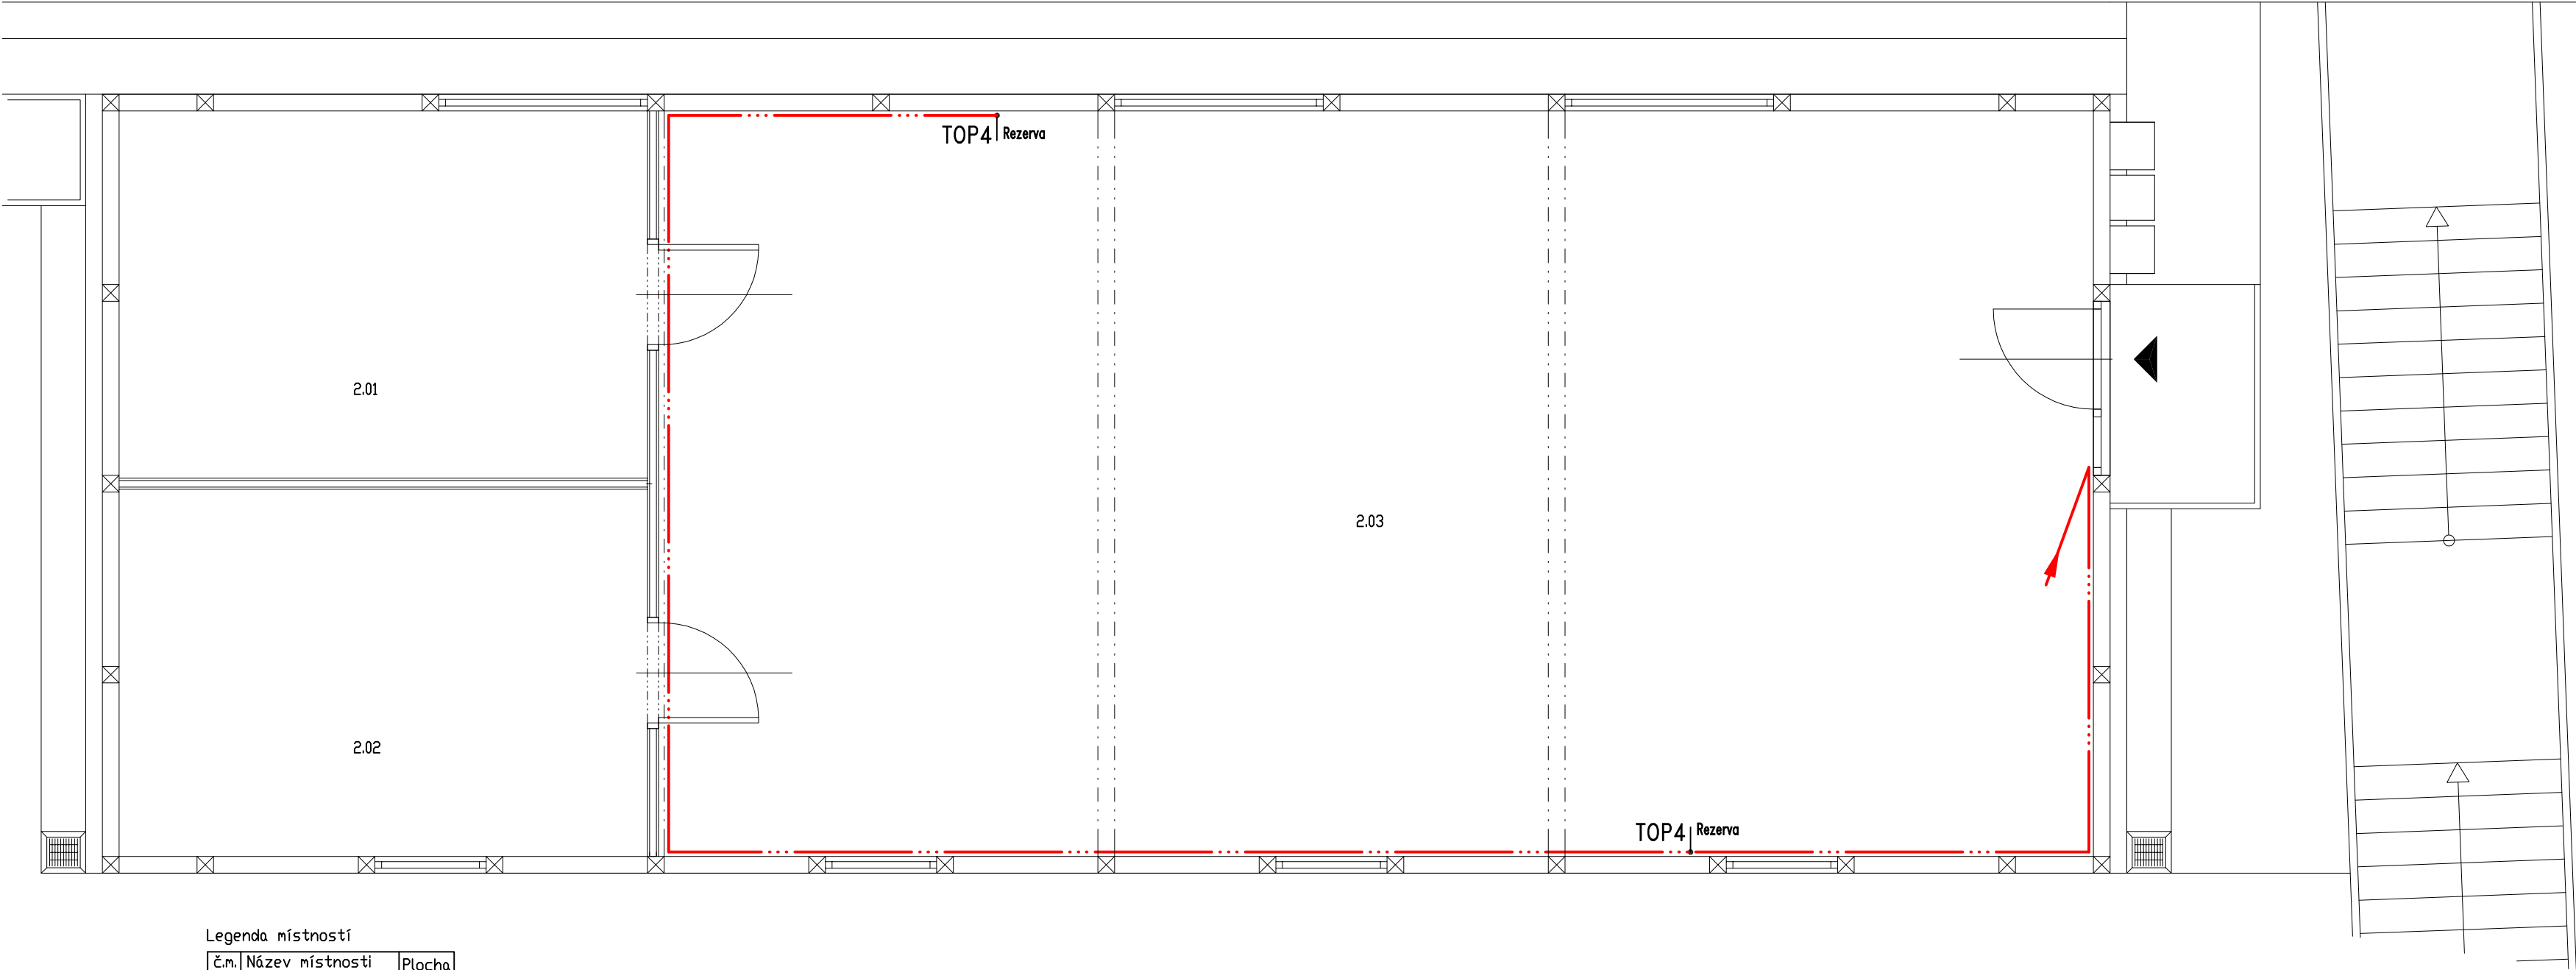 TOP4 Rezerva
2.01
2.03
2.02
TOP4 Rezerva
Legenda místností
č.m. Název místnosti Plocha